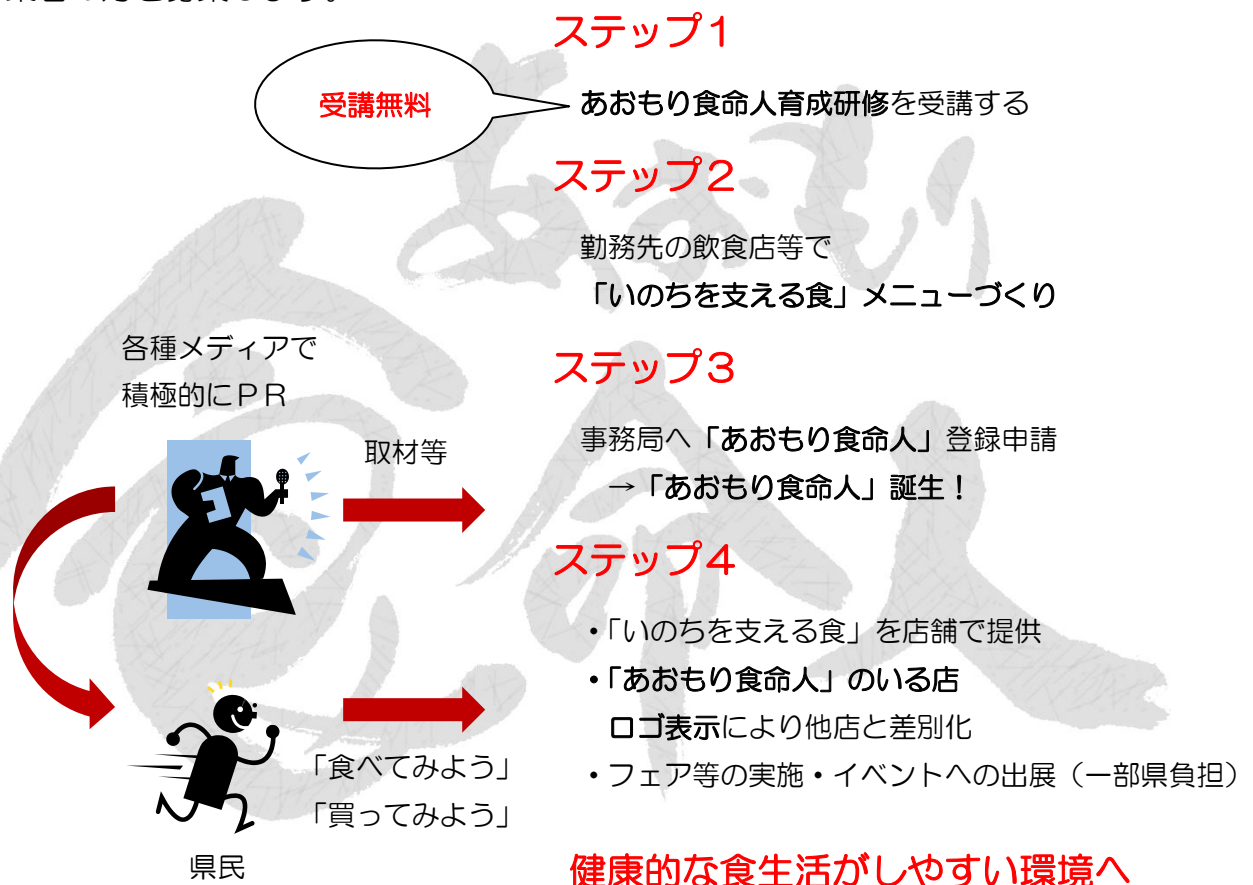 ステップ1
受講無料
あおもり食命人育成研修を受講する
ステップ2
勤務先の飲食店等で
「いのちを支える食」メニューづくり
各種メディアで
積極的にPR
取材等
ステップ3
事務局へ「あおもり食命人」登録申請
→「あおもり食命人」誕生!
ステップ4
・「いのちを支える食」を店舗で提供
・「あおもり食命人」のいる店
ロゴ表示により他店と差別化
・フェア等の実施・イベントへの出展(一部県負担)
「食べてみよう」
「買ってみよう」
県民
健康的な食生活がしやすい環境へ
あおもり
食命人